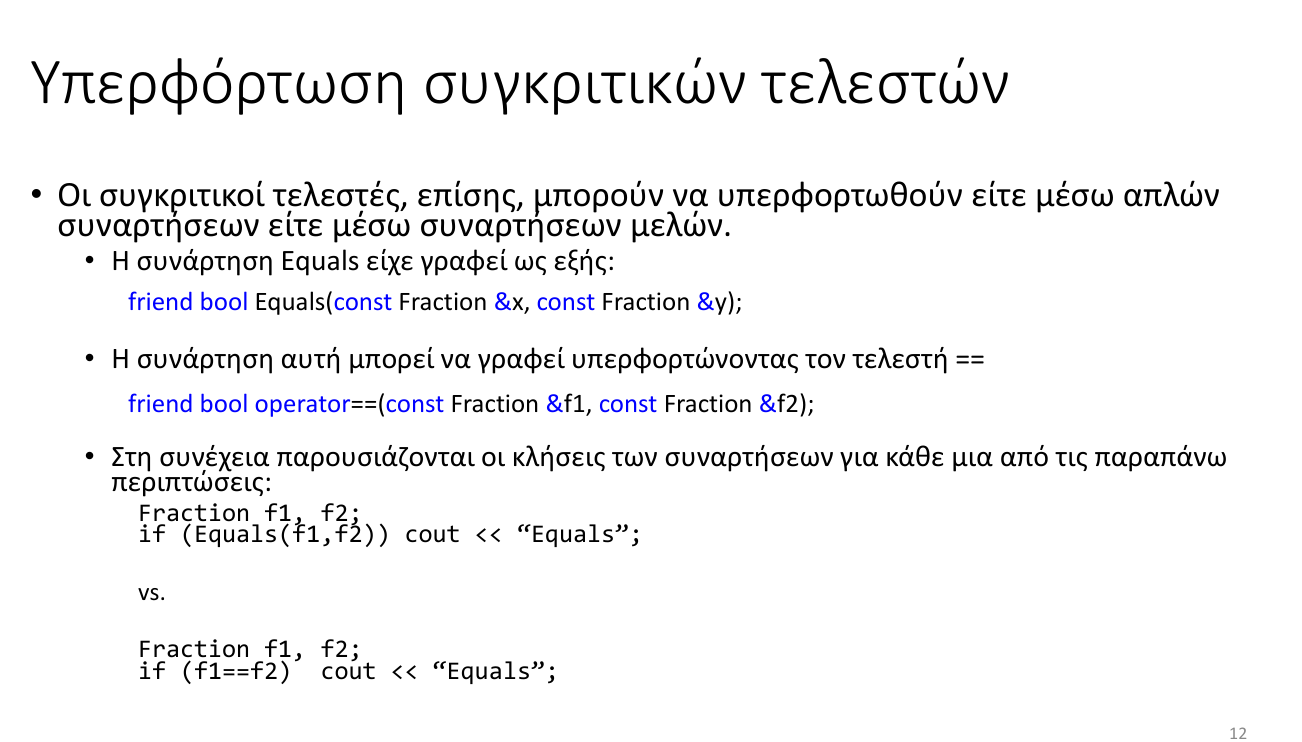 Υπερφόρτωση συγκριτικών τελεστών
• Οι συγκριτικοί τελεστές, επίσης, μπορούν να υπερφορτωθούν είτε μέσω απλών
συναρτήσεων είτε μέσω συναρτήσεων μελών.
• Η συνάρτηση Equals είχε γραφεί ως εξής:
friend bool Equals(const Fraction &x, const Fraction &y);
• Η συνάρτηση αυτή μπορεί να γραφεί υπερφορτώνοντας τον τελεστή ==
friend bool operator==(const Fraction &f1, const Fraction &f2);
• Στη συνέχεια παρουσιάζονται οι κλήσεις των συναρτήσεων για κάθε μια από τις παραπάνω
περιπτώσεις:
Fraction f1, f2;
if (Equals(f1,f2)) cout << “Equals”;
vs.
Fraction f1, f2;
if (f1==f2)  cout << “Equals”;
12